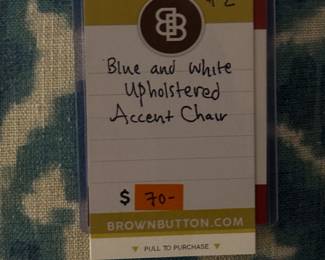 Blue and white
Upholstered
Accent Chair
$ 70-
BROWNBUTTON.COM
PULL TO PURCHASE